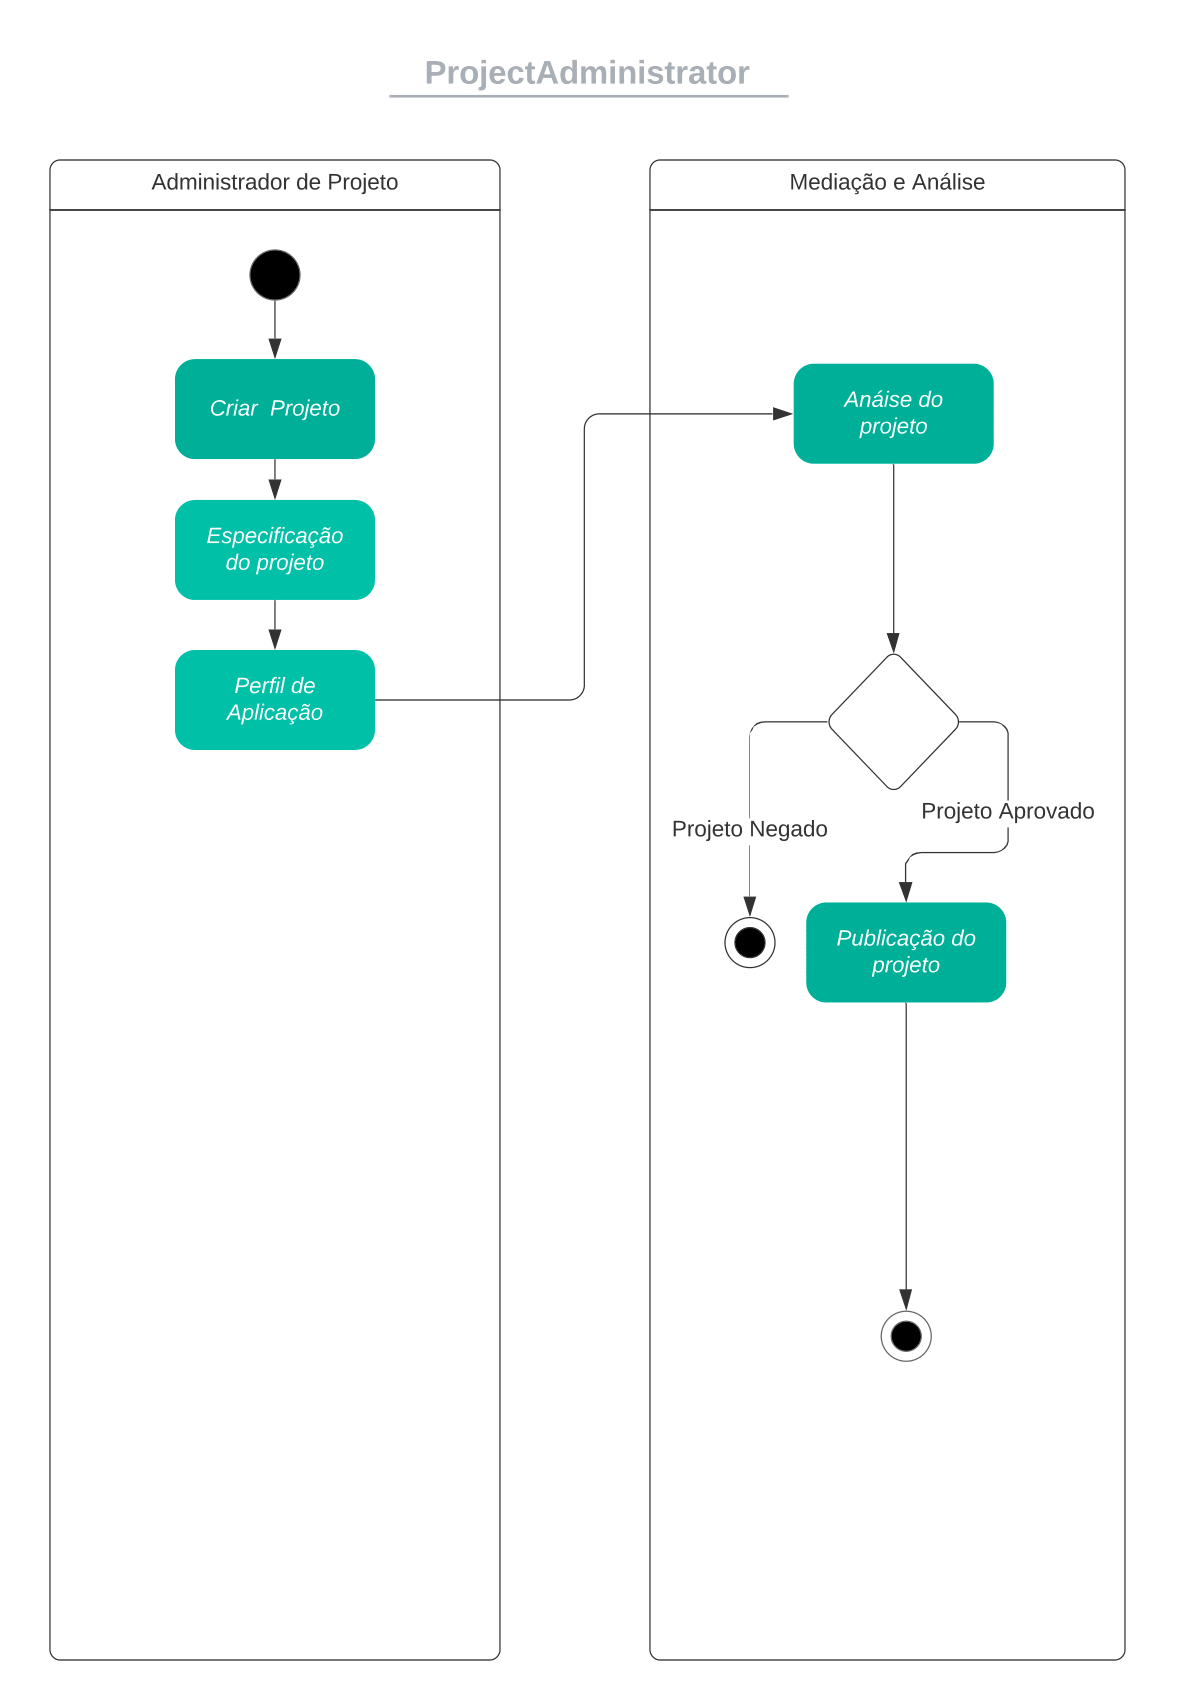 ProjectAdministrator
Administrador de Projeto
Criar  Projeto
Especificação
do projeto
Perfil de
Aplicação
Mediação e Análise
Anáise do
projeto
Projeto Negado
Projeto Aprovado
Publicação do
projeto